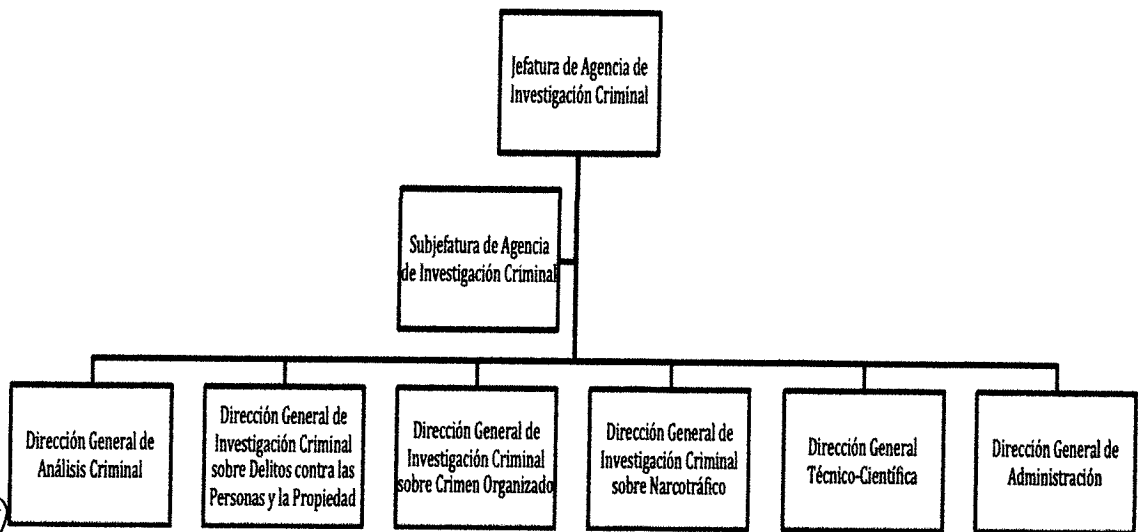 Jefatura de Agencia de
Investigación Criminal
Subjefatura de Agencia
de Investigación Criminal
Dirección General de
Análisis Criminal
Dirección General de
Investigación Criminal
sobre Delitos contra las
Personas y la Propiedad
Dirección General de
Investigación Criminal
sobre Crimen Organizado
Dirección General de
Investigación Criminal
sobre Narcotráfico
Dirección General
Técnico-Científica
Dirección General de
Administración